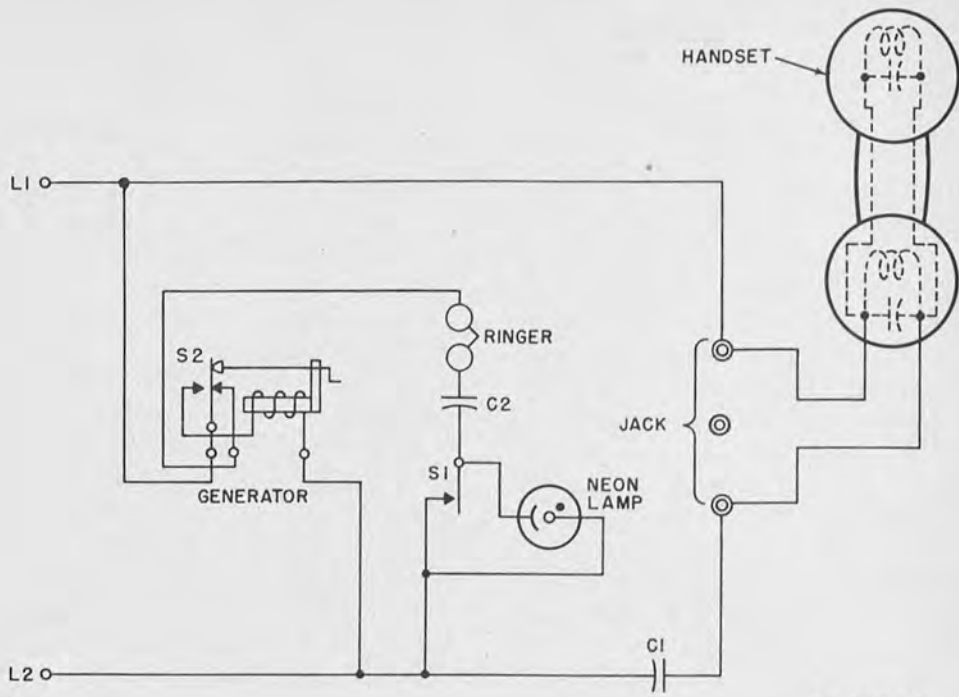 HANDSET
L1
S2
RINGER
C2
JACK
S1
NEON
LAMP
GENERATOR
C1
L2